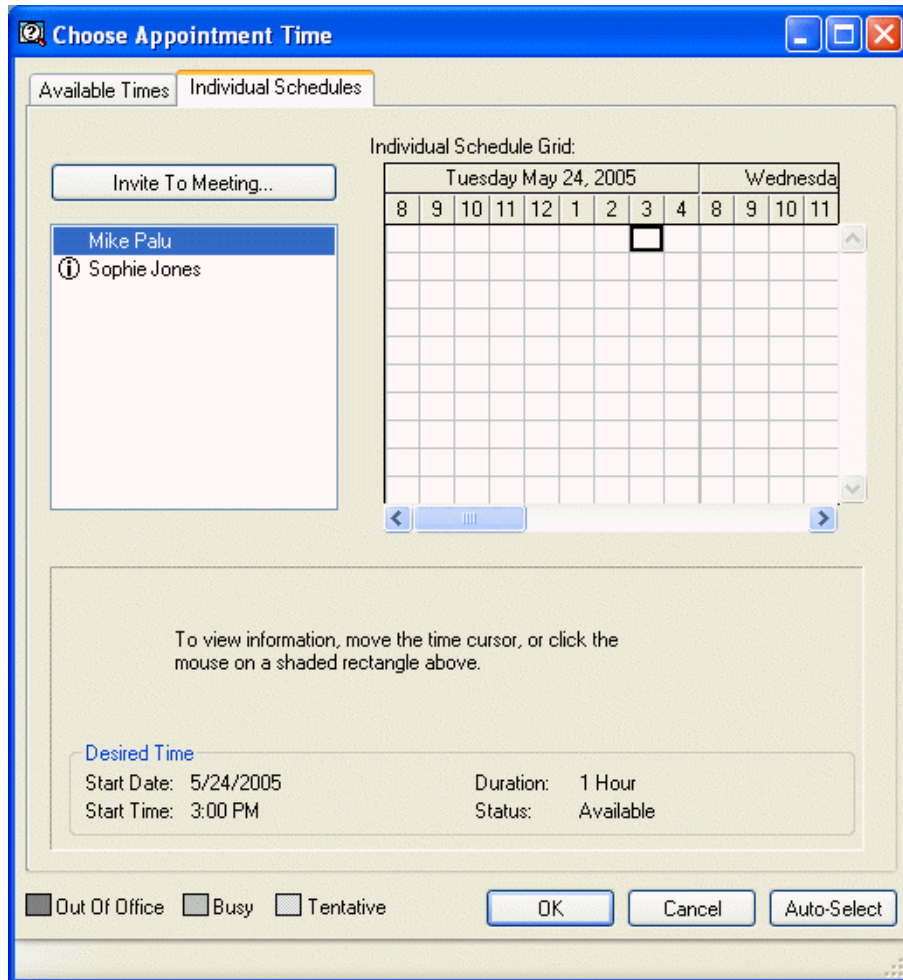 Choose Appointment Time
Available Times
Individual Schedules
Individual Schedule Grid:
Invite To Meeting...
Tuesday May 24, 2005
Wednesda
8 9 10 11 12 1 2 3 4 8 9 10 11
Mike Palu
Sophie Jones
To view information, move the time cursor, or click the
mouse on a shaded rectangle above.
Desired Time
Start Date: 5/24/2005 Duration: 1 Hour
Start Time: 3:00 PM Status: Available
Out Of Office Busy Tentative OK Cancel Auto-Select